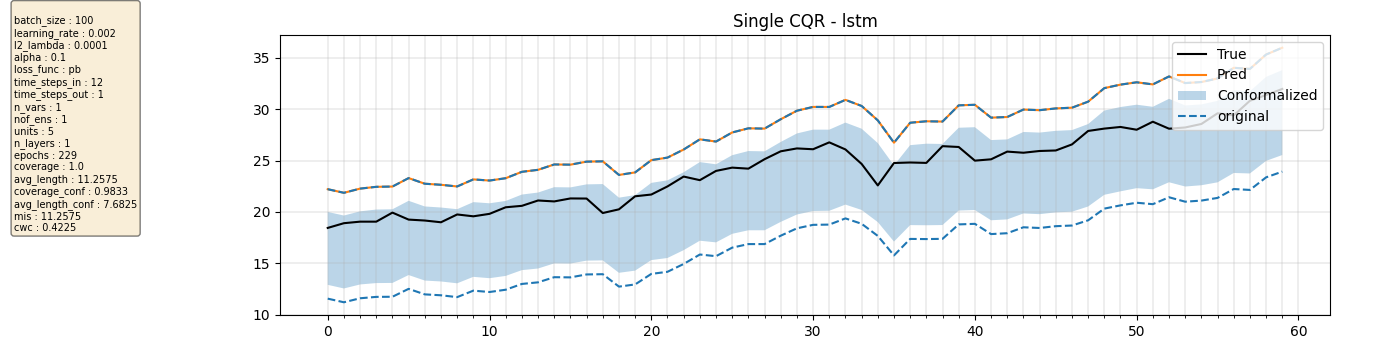 batch_size : 100
learning_rate : 0.002
l2_lambda : 0.0001
alpha : 0.1
loss_func : pb
time_steps_in : 12
time_steps_out : 1
n_vars : 1
nof_ens : 1
units : 5
n_layers : 1
epochs : 229
coverage : 1.0
avg_length : 11.2575
coverage_conf : 0.9833
avg_length_conf : 7.6825
mis : 11.2575
cwc : 0.4225
Single CQR - lstm
35
30
25
20
15
10
0 10 20 30 40 50 60
True
Pred
Conformalized
original